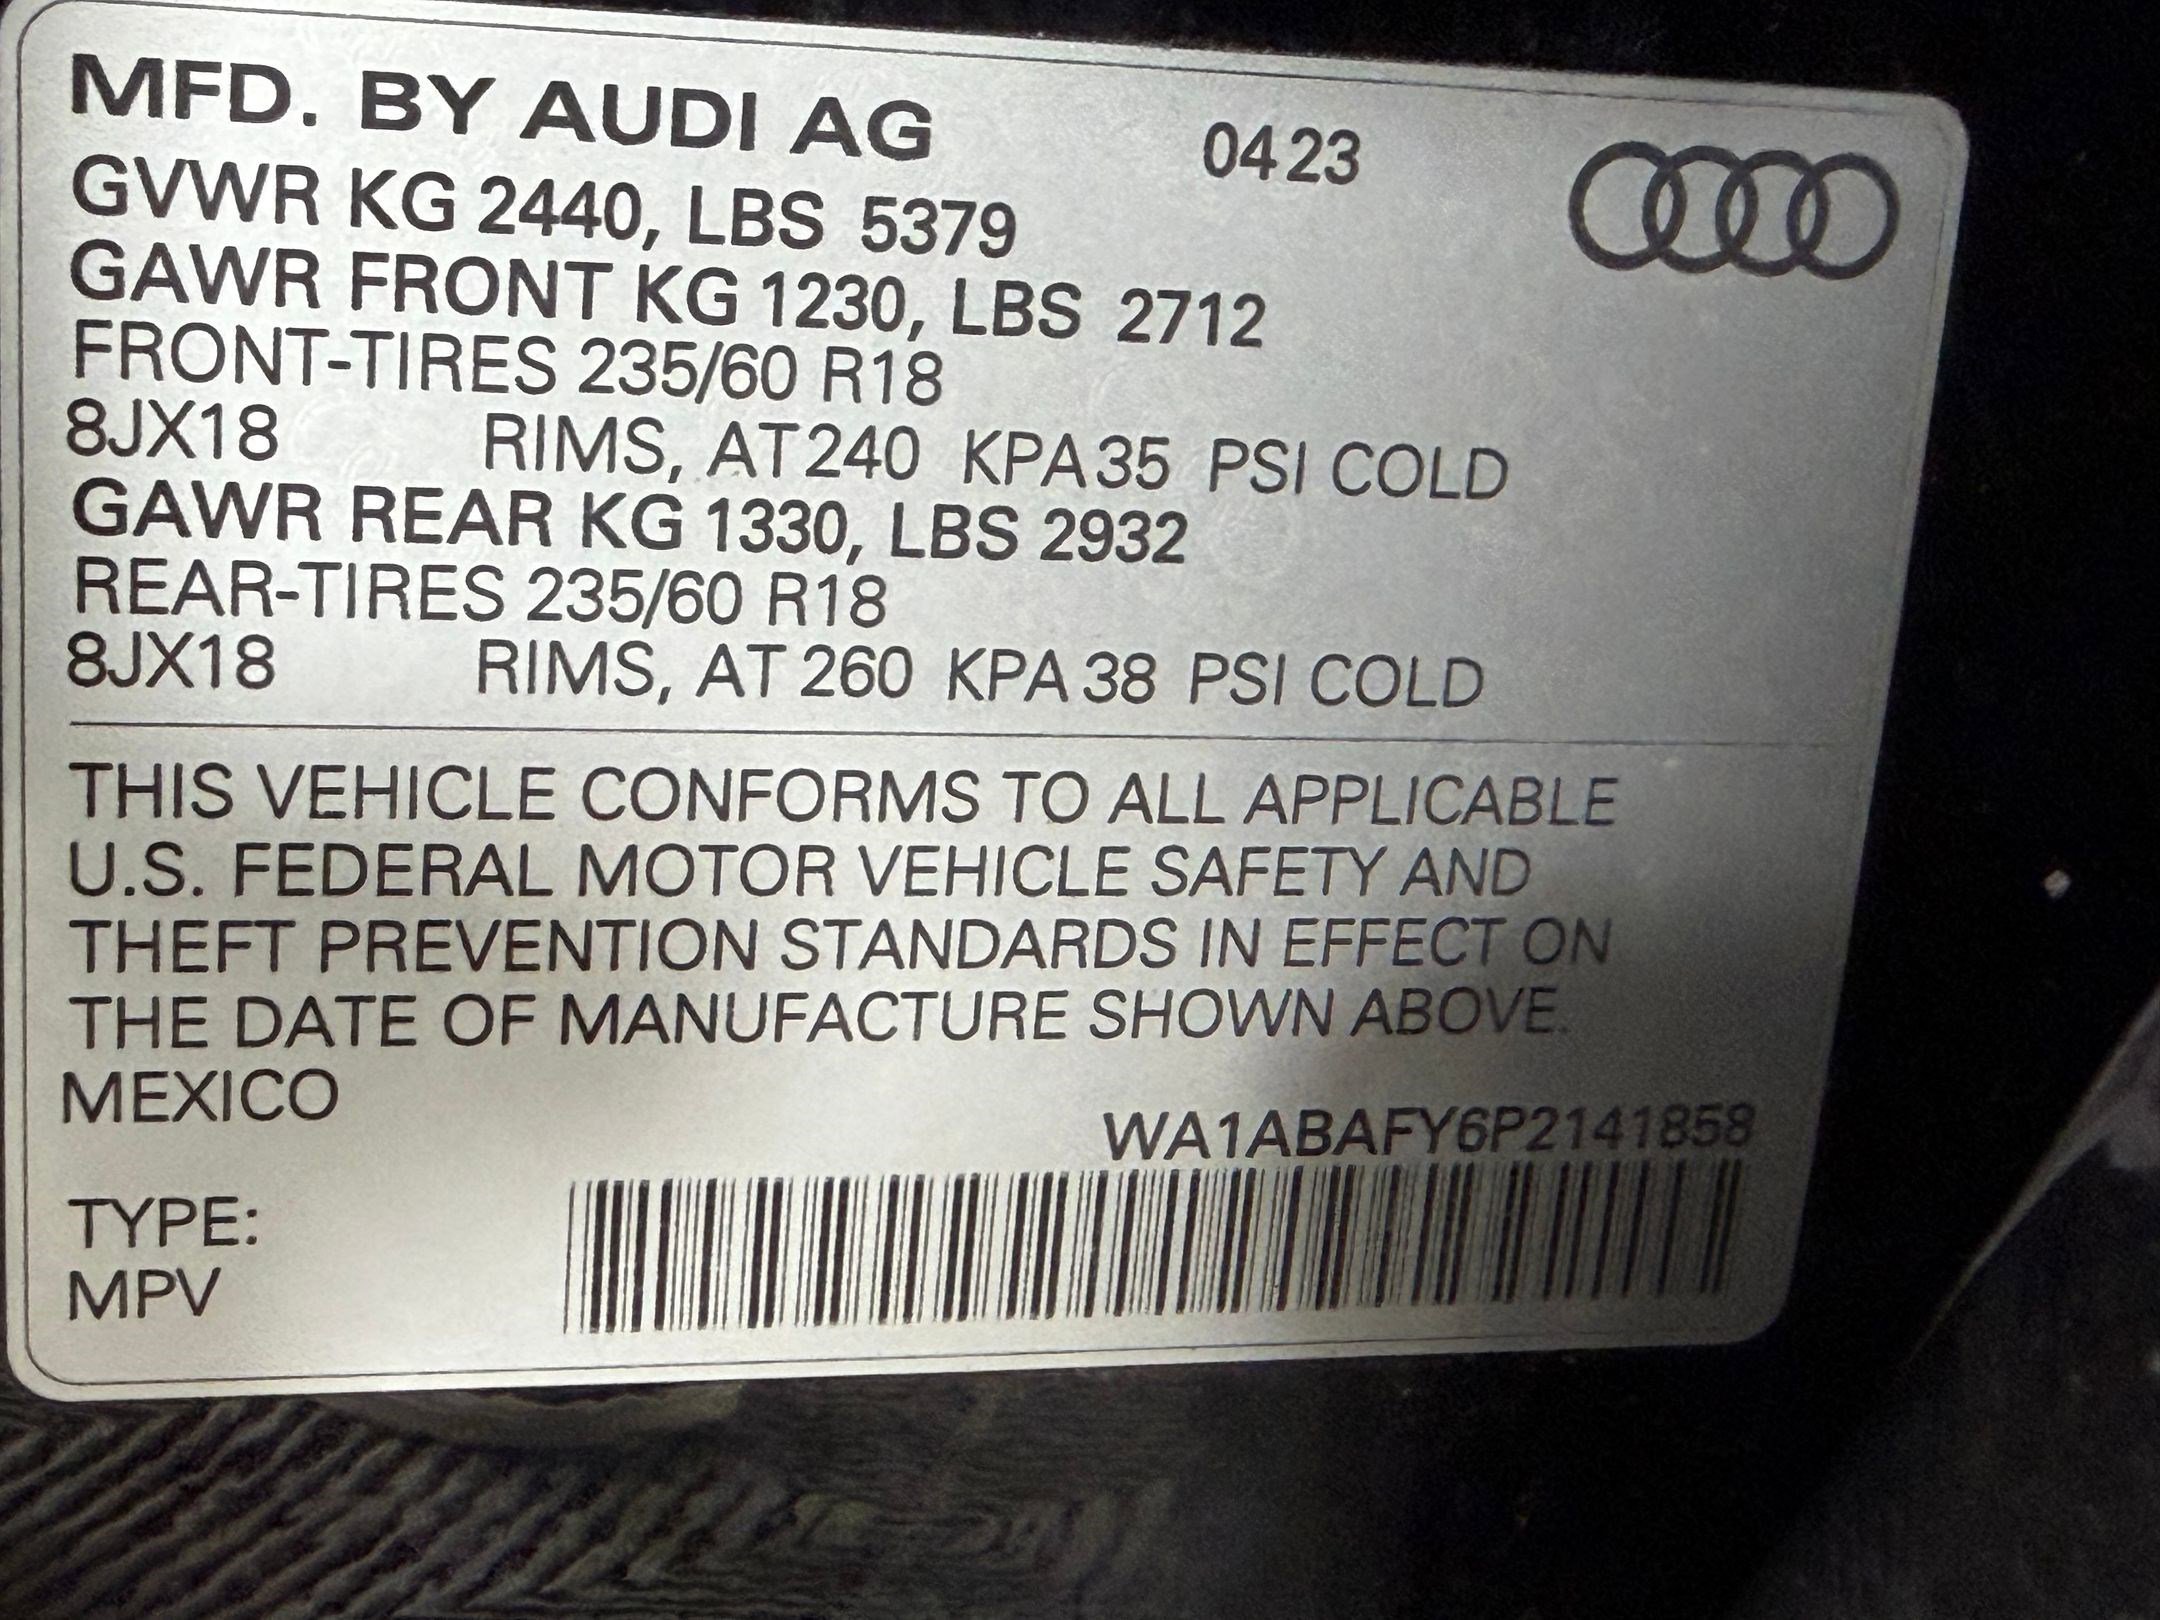 MFD. BY AUDI AG 0423
GVWR KG 2440, LBS 5379
GAWR FRONT KG 1230, LBS 2712
FRONT-TIRES 235/60 R18
8JX18 RIMS, AT 240 KPA 35 PSI COLD
GAWR REAR KG 1330, LBS 2932
REAR-TIRES 235/60 R18
8JX18 RIMS, AT 260 KPA 38 PSI COLD
THIS VEHICLE CONFORMS TO ALL APPLICABLE
U.S. FEDERAL MOTOR VEHICLE SAFETY AND
THEFT PREVENTION STANDARDS IN EFFECT ON
THE DATE OF MANUFACTURE SHOWN ABOVE.
MEXICO
WA1ABAFY6P2141858
TYPE:
MPV